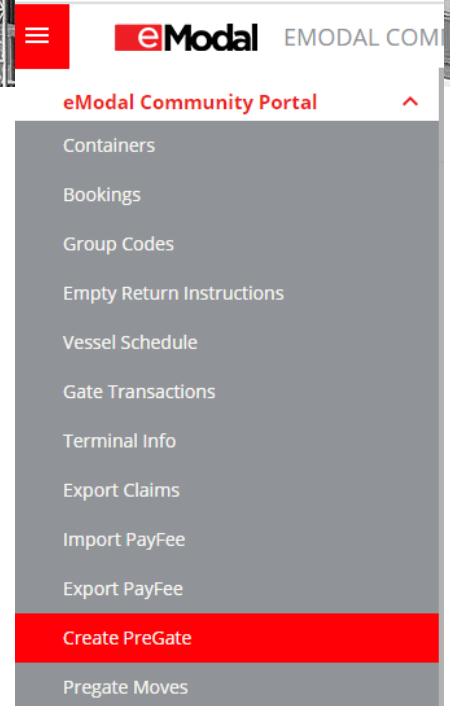 eModal EMODAL COM
eModal Community Portal
Containers
Bookings
Group Codes
Empty Return Instructions
Vessel Schedule
Gate Transactions
Terminal Info
Export Claims
Import PayFee
Export PayFee
Create PreGate
Pregate Moves